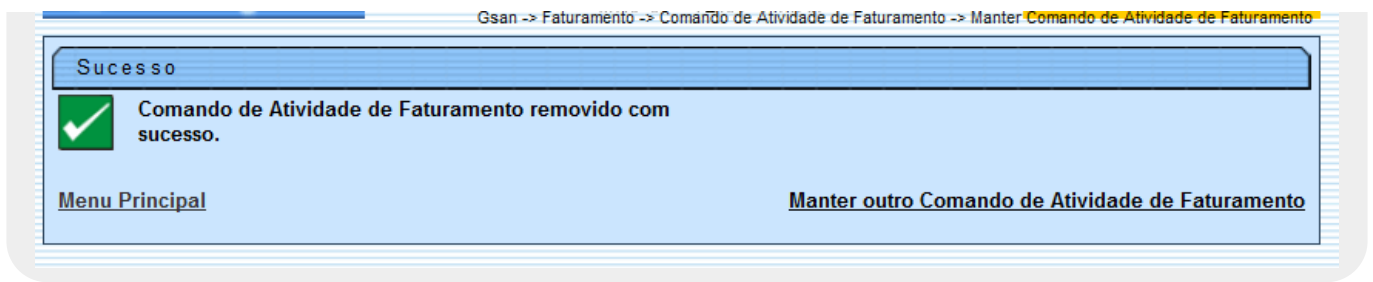 Gsan -> Faturamento -> Comando de Atividade de Faturamento -> Manter Comando de Atividade de Faturamento
Sucesso
Comando de Atividade de Faturamento removido com
sucesso.
Menu Principal
Manter outro Comando de Atividade de Faturamento